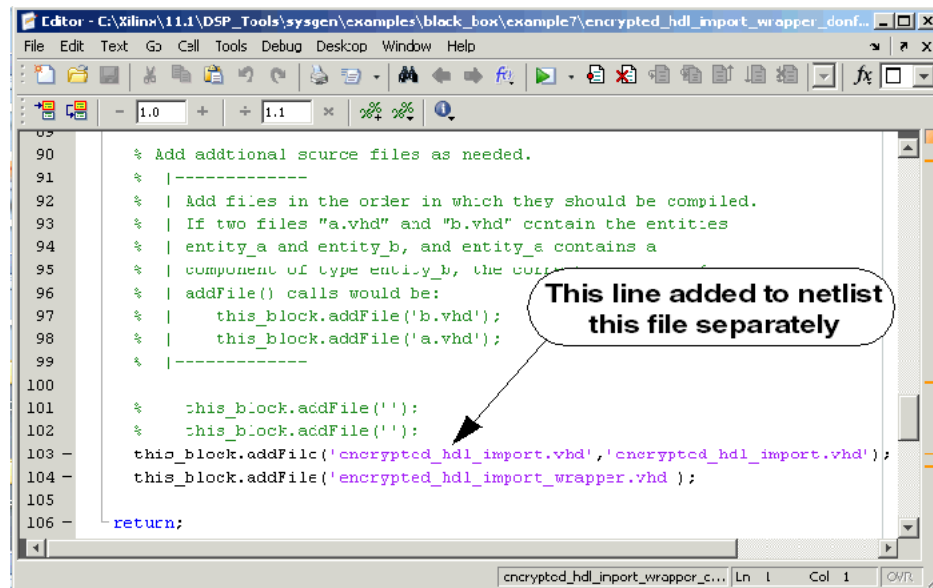 Editor - C:\Xilinx\11.1\DSP_Tools\sysgen\examples\black_box\example7\encrypted_hdl_import_wrapper_conf...
File Edit Text Go Cell Tools Debug Desktop Window Help
1.0 + ÷ 1.1 ×
90 % Add addtional source files as needed.
91 % |-------------
92 % | Add files in the order in which they should be compiled.
93 % | If two files "a.vhd" and "b.vhd" contain the entities
94 % | entity_a and entity_b, and entity_a contains a
95 % | component of type entity_b, the
96 % | addFile() calls would be:
97 % | this_block.addFile('b.vhd');
98 % | this_block.addFile('a.vhd');
99 % |-------------
100
101 % this_block.addFile('');
102 % this_block.addFile('');
103 - this_block.addFile('encrypted_hdl_import.vhd','encrypted_hdl_import.vhd');
104 - this_block.addFile('encrypted_hdl_import_wrapper.vhd );
105
106 - return;
This line added to netlist
this file separately
encrypted_hdl_import_wrapper_c... Ln 1 Col 1 OVR